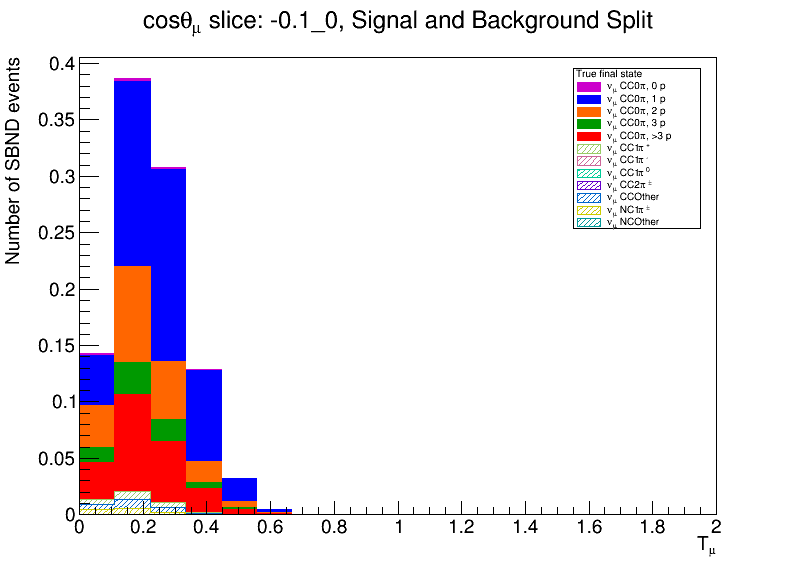 cosθμ slice: -0.1_0, Signal and Background Split
Number of SBND events
0.4
0.35
0.3
0.25
0.2
0.15
0.1
0.05
0
0 0.2 0.4 0.6 0.8 1 1.2 1.4 1.6 1.8 2
Tμ
True final state
νμ CC0π, 0 p
νμ CC0π, 1 p
νμ CC0π, 2 p
νμ CC0π, 3 p
νμ CC0π, >3 p
νμ CC1π⁺
νμ CC1π⁻
νμ CC1π⁰
νμ CC2π±
νμ CCOther
νμ NC1π±
νμ NCOther